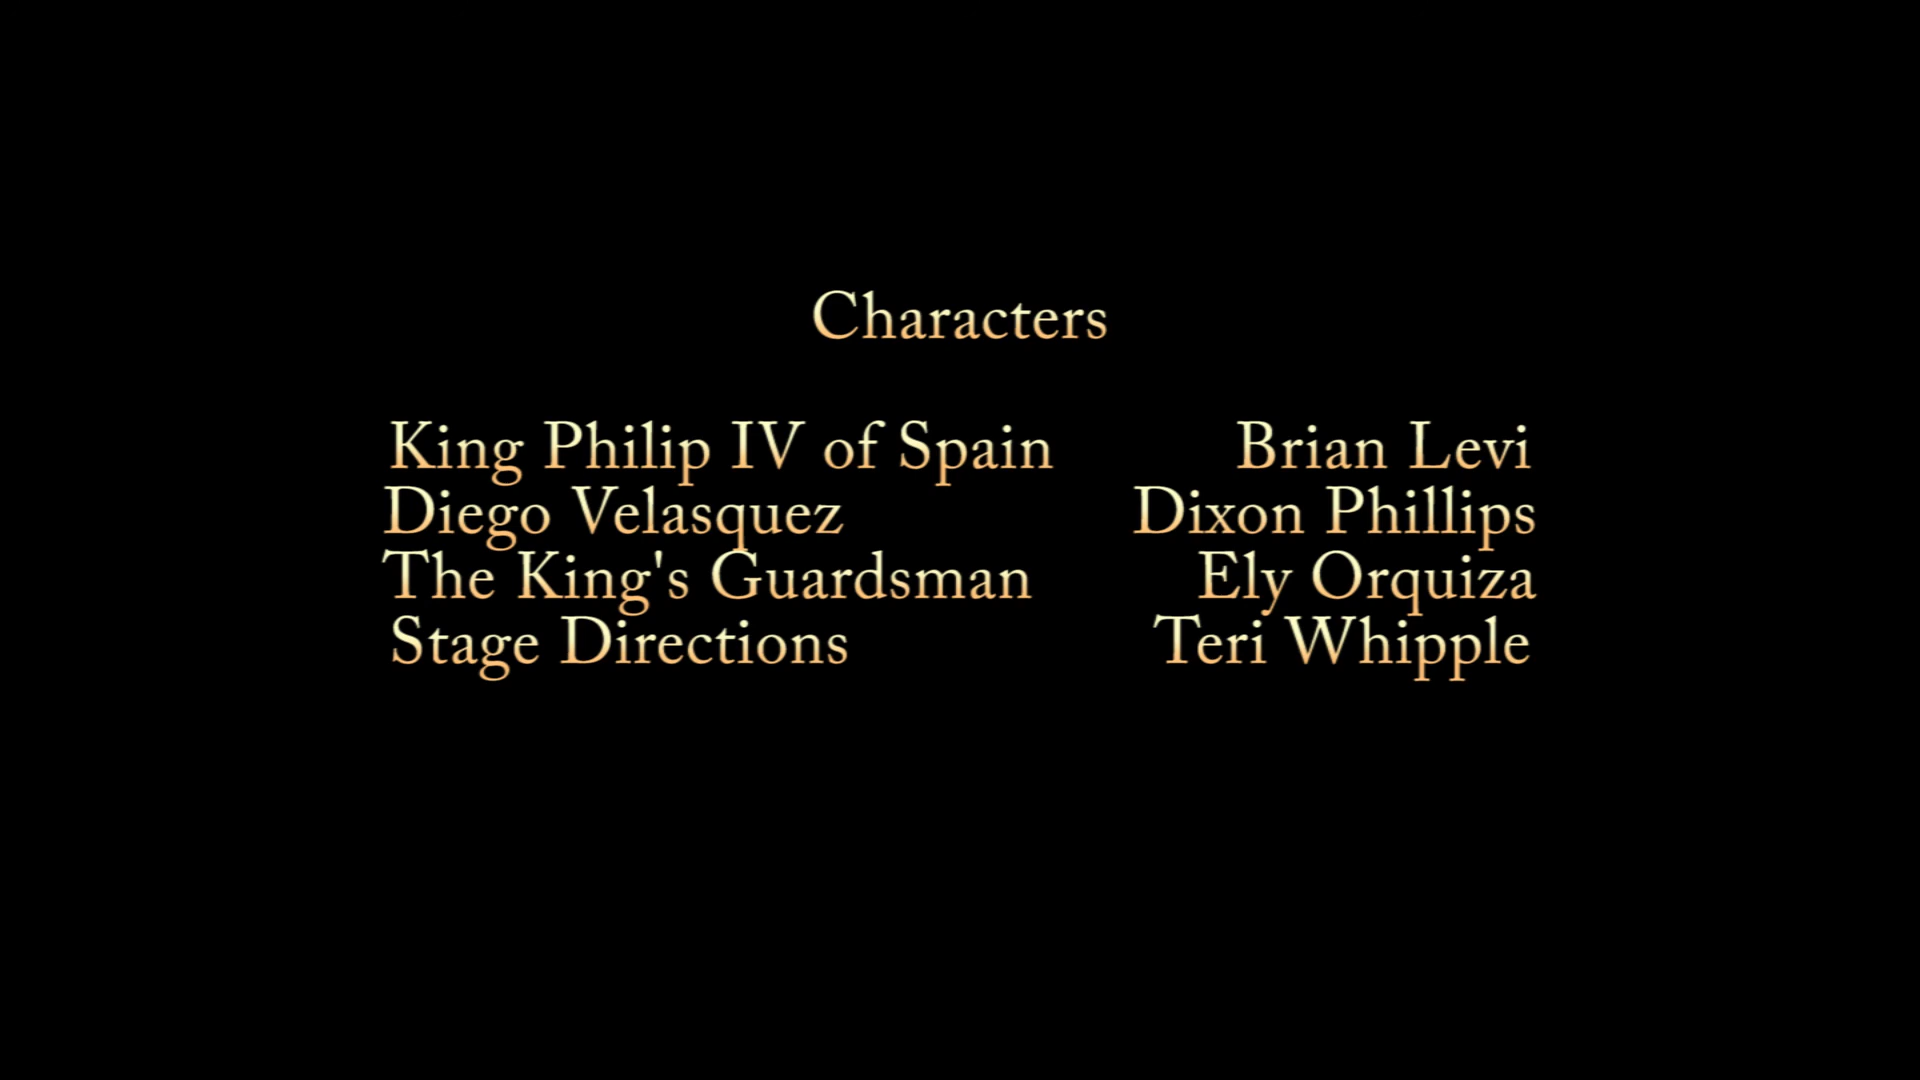 Characters
King Philip IV of Spain Brian Levi
Diego Velasquez Dixon Phillips
The King's Guardsman Ely Orquiza
Stage Directions Teri Whipple